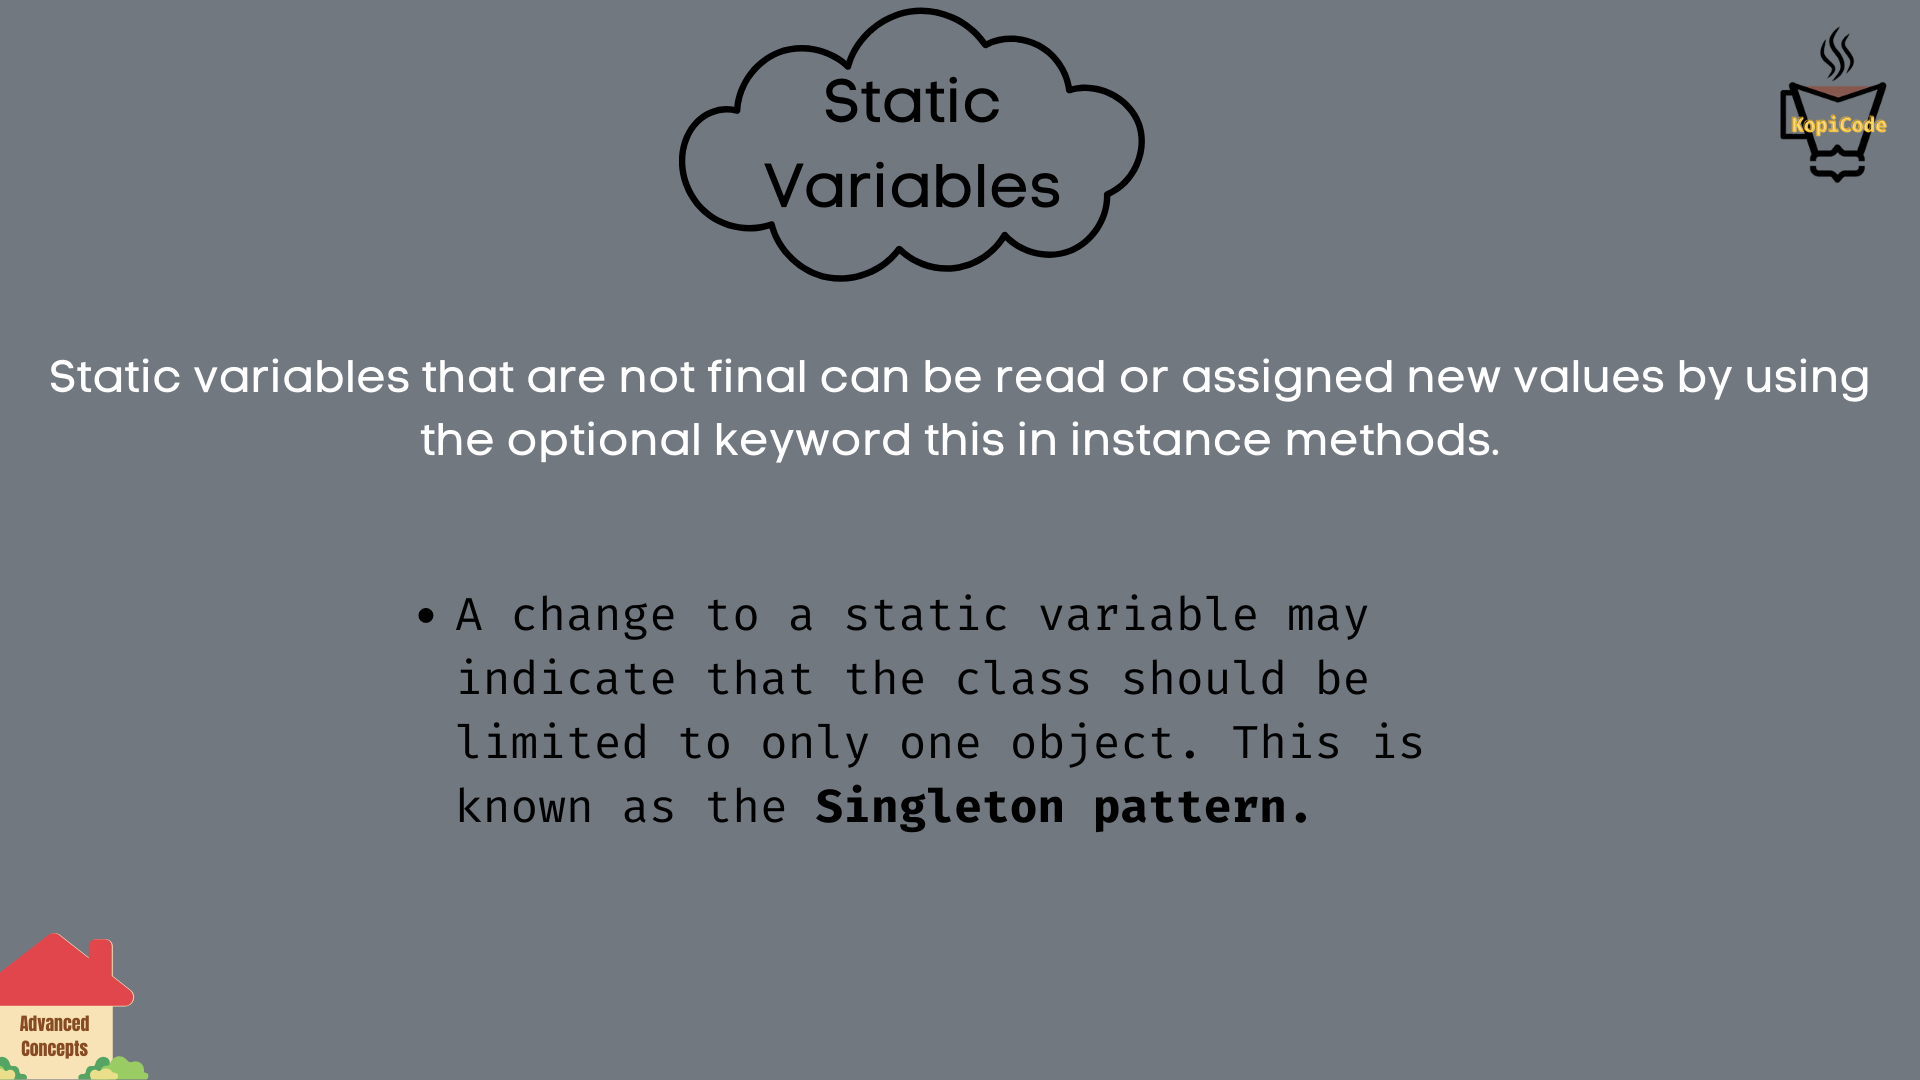 Static
Variables
KopiCode
Static variables that are not final can be read or assigned new values by using
the optional keyword this in instance methods.
• A change to a static variable may
indicate that the class should be
limited to only one object. This is
known as the Singleton pattern.
Advanced
Concepts